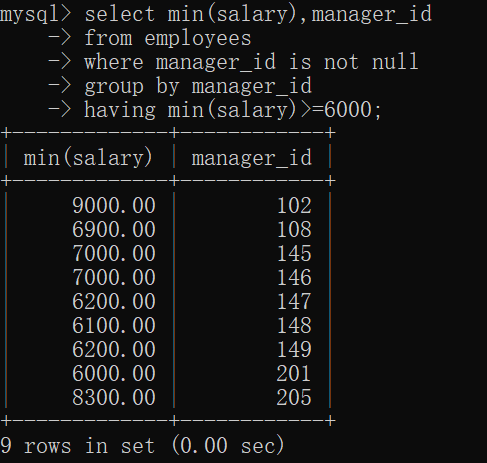 mysql> select min(salary),manager_id
    -> from employees
    -> where manager_id is not null
    -> group by manager_id
    -> having min(salary)>=6000;
+-------------+------------+
| min(salary) | manager_id |
+-------------+------------+
|     9000.00 |        102 |
|     6900.00 |        108 |
|     7000.00 |        145 |
|     7000.00 |        146 |
|     6200.00 |        147 |
|     6100.00 |        148 |
|     6200.00 |        149 |
|     6000.00 |        201 |
|     8300.00 |        205 |
+-------------+------------+
9 rows in set (0.00 sec)